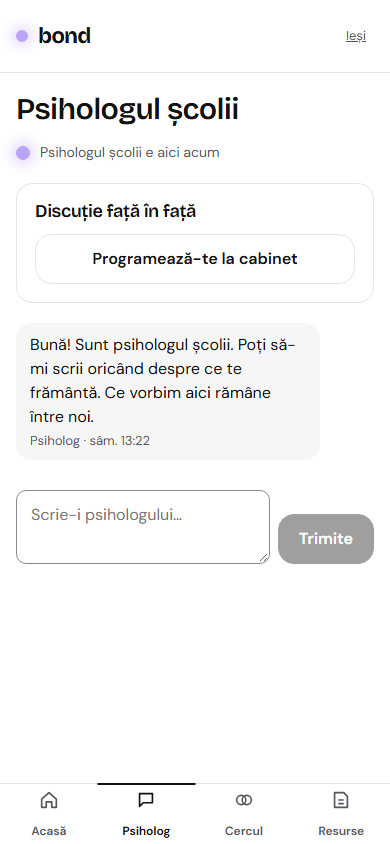 bond
Ieși
Psihologul școlii
Psihologul școlii e aici acum
Discuție față în față
Programează-te la cabinet
Bună! Sunt psihologul școlii. Poți să-
mi scrii oricând despre ce te
frământă. Ce vorbim aici rămâne
între noi.
Psiholog · sâm. 13:22
Scrie-i psihologului...
Trimite
Acasă
Psiholog
Cercul
Resurse